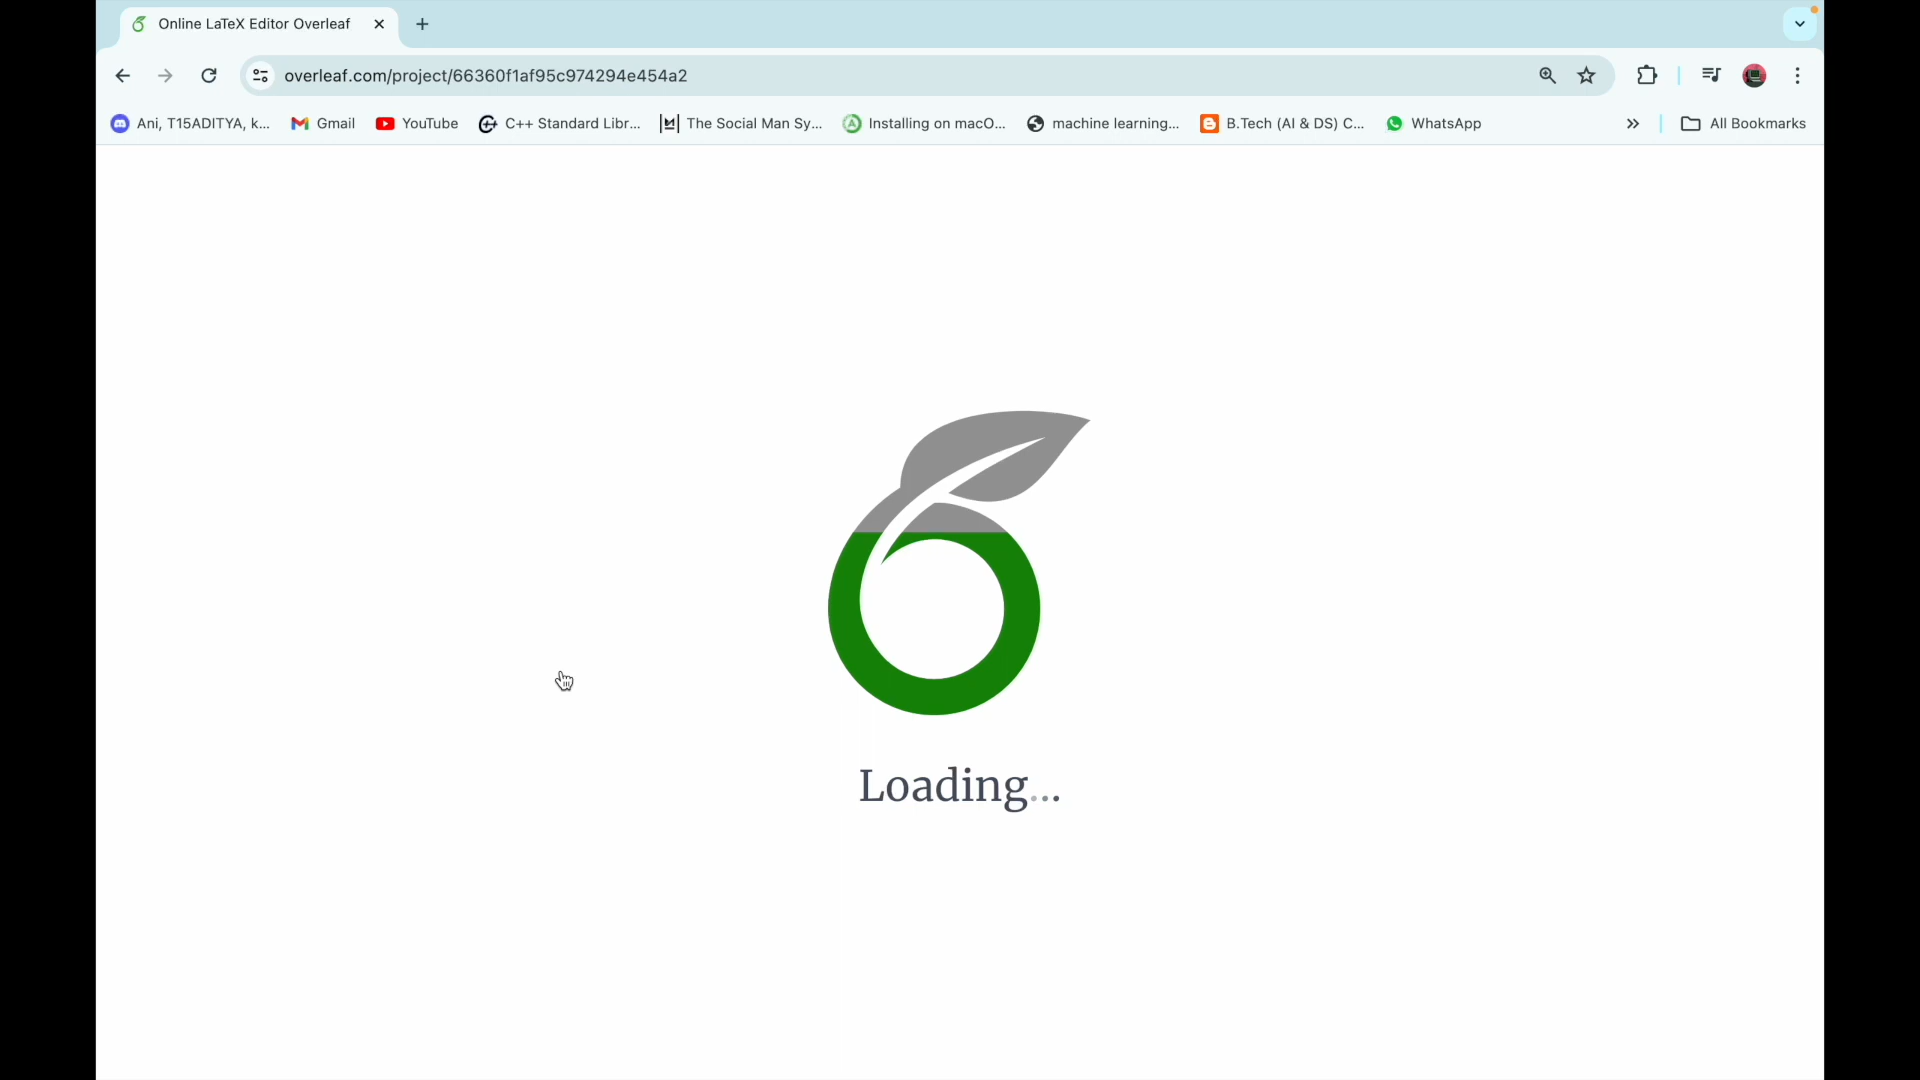 Online LaTeX Editor Overleaf
overleaf.com/project/66360f1af95c974294e454a2
Ani, T15ADITYA, k... Gmail YouTube C++ Standard Libr... The Social Man Sy... Installing on macO... machine learning... B.Tech (AI & DS) C... WhatsApp All Bookmarks
Loading...